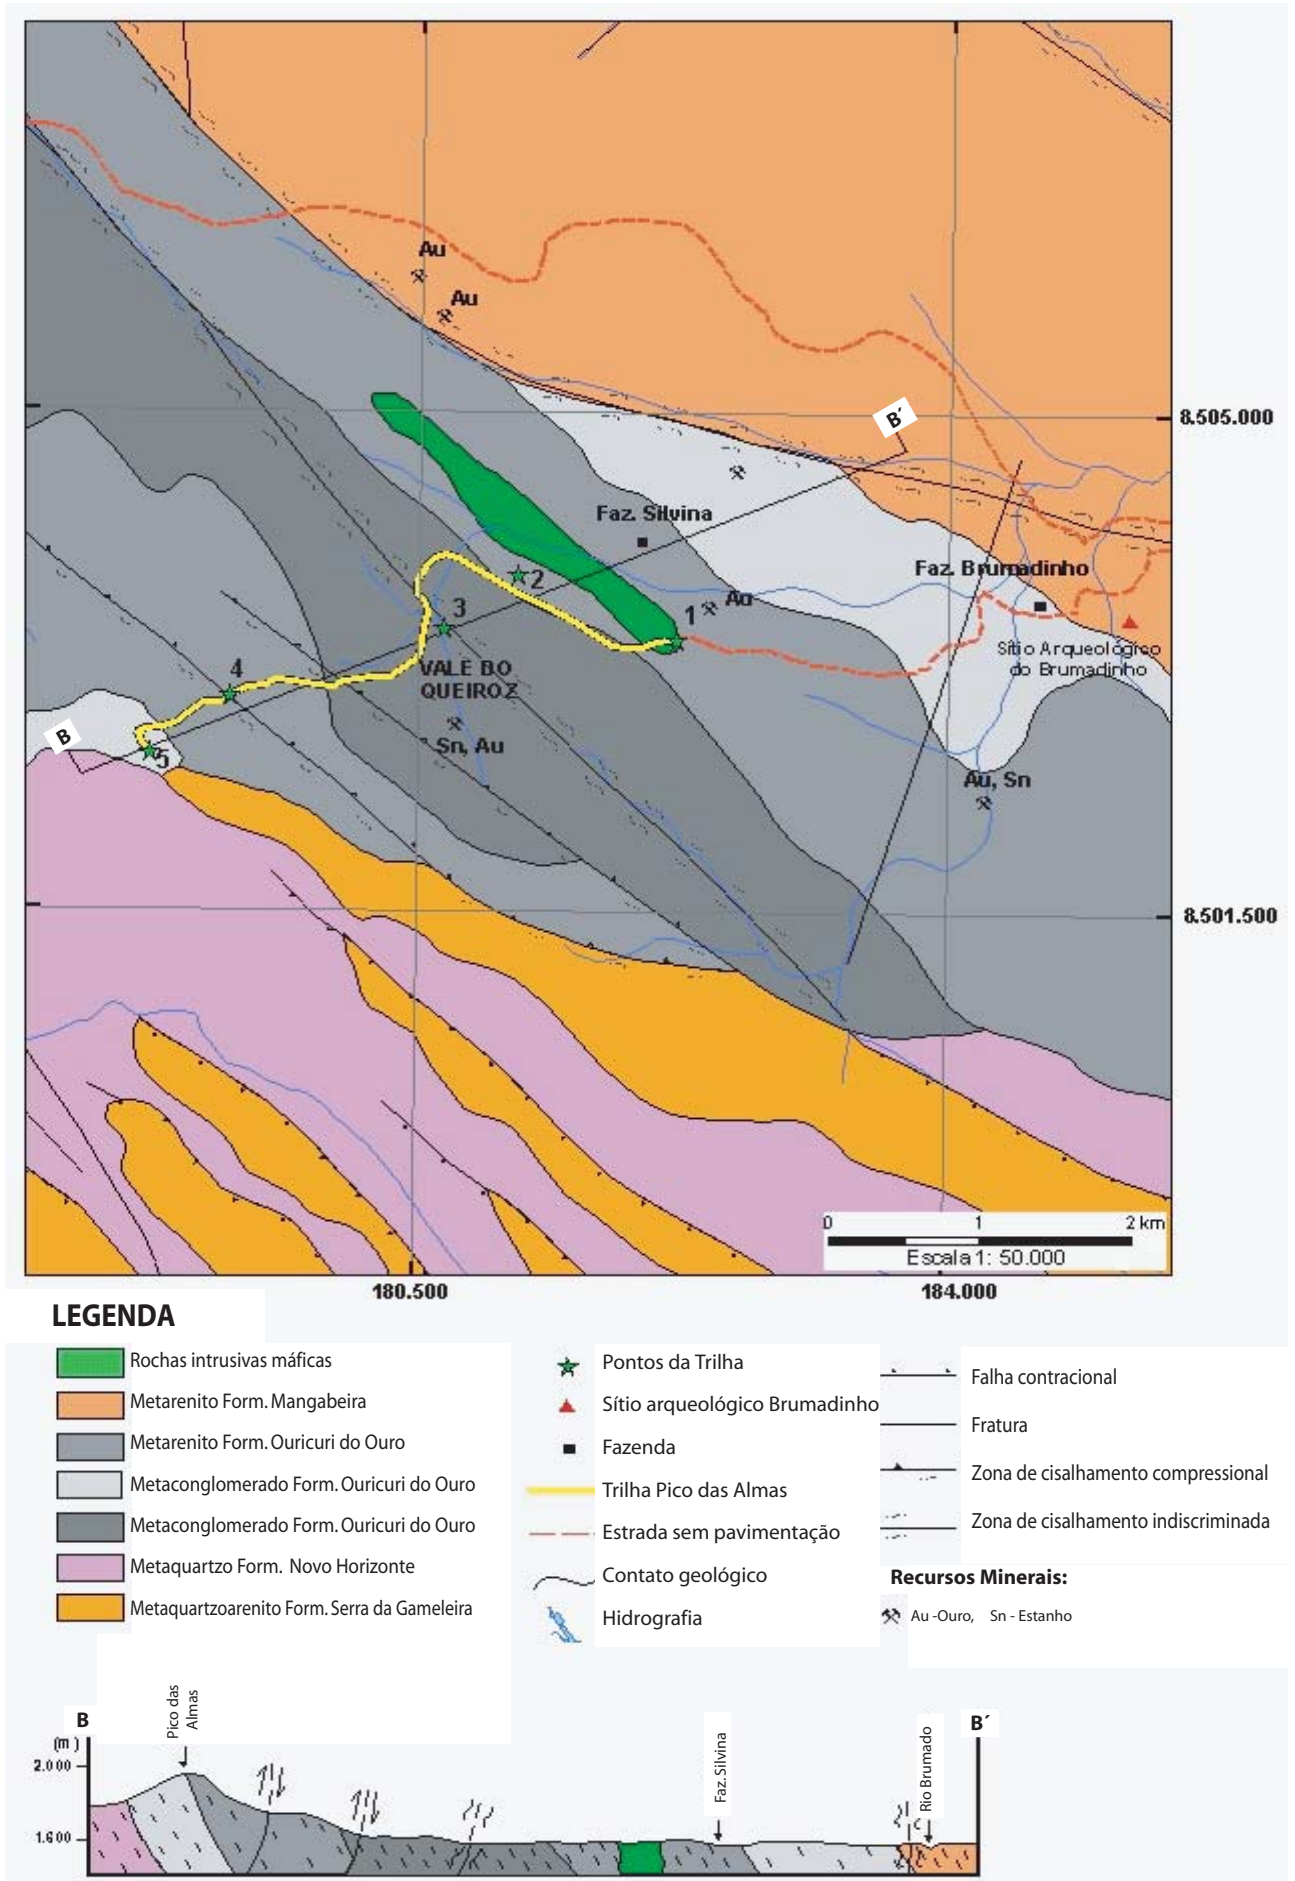 Au
Au
B´
8.505.000
Faz. Silvina
Faz. Brumadinho
2
Au
1
3
Sítio Arqueológico
do Brumadinho
4
VALE DO
QUEIROZ
B
5
Sn, Au
Au, Sn
8.501.500
0 1 2 km
Escala 1: 50.000
180.500
184.000
LEGENDA
Rochas intrusivas máficas
Metarenito Form. Mangabeira
Metarenito Form. Ouricuri do Ouro
Metaconglomerado Form. Ouricuri do Ouro
Metaconglomerado Form. Ouricuri do Ouro
Metaquartzo Form. Novo Horizonte
Metaquartzoarenito Form. Serra da Gameleira
Pontos da Trilha
Sítio arqueológico Brumadinho
Fazenda
Trilha Pico das Almas
Estrada sem pavimentação
Contato geológico
Hidrografia
Falha contracional
Fratura
Zona de cisalhamento compressional
Zona de cisalhamento indiscriminada
Recursos Minerais:
Au -Ouro, Sn - Estanho
B
(m)
2.000
1.600
Pico das
Almas
Faz. Silvina
Rio Brumado
B´